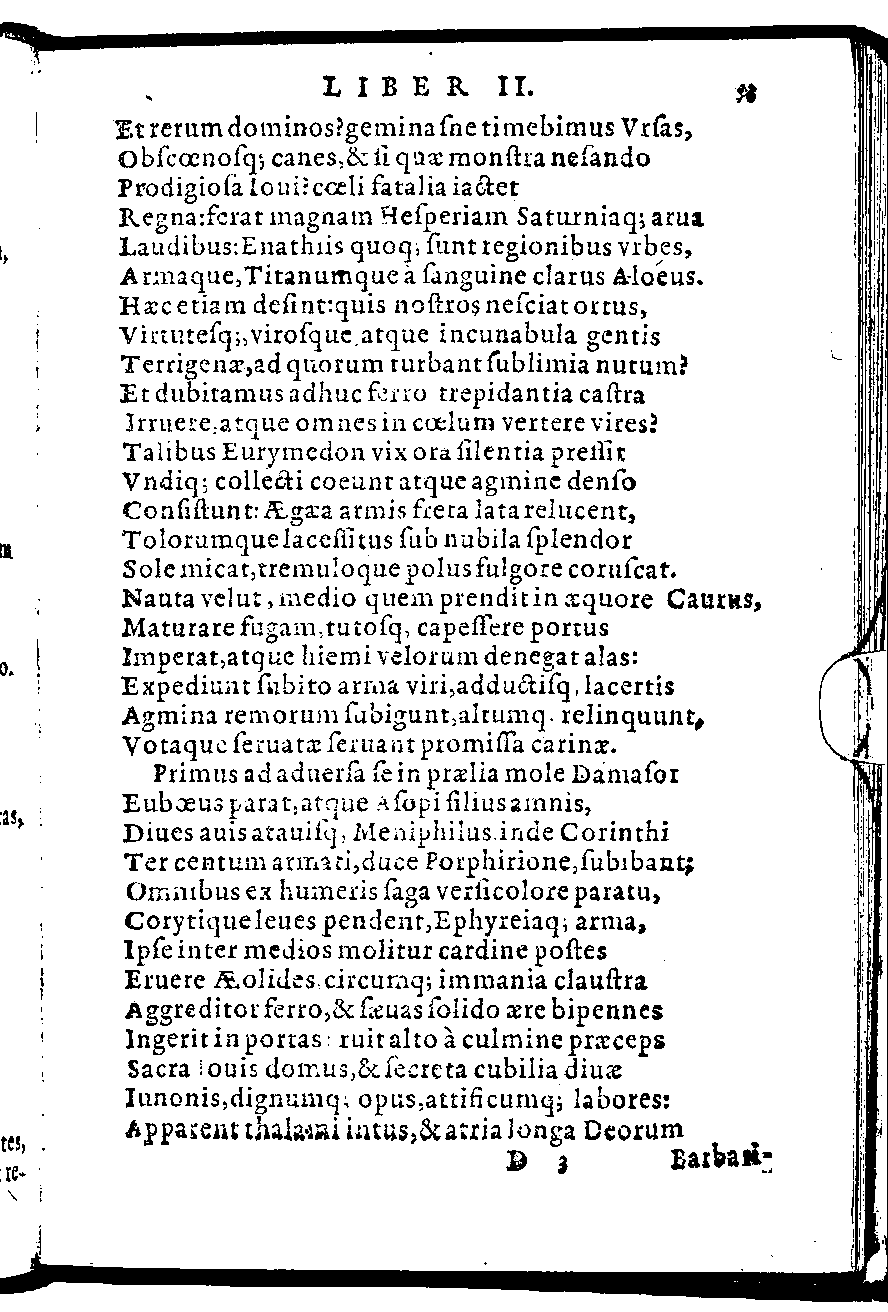 LIBER II.
Et rerum dominos? geminasne timebimus Vrsas,
Obscœnosq; canes, & si quæ monstra nefando
Prodigiosa Ioui? cœli fatalia iactet
Regna: ferat magnam Hesperiam Saturniaq; arua
Laudibus: Enathiis quoq; sunt regionibus vrbes,
Armaque, Titanumque à sanguine clarus Aloéus.
Hæc etiam desint: quis nostros nesciat ortus,
Virtutesq;, virosque, atque incunabula gentis
Terrigenæ, ad quorum turbant sublimia nutum?
Et dubitamus adhuc ferro trepidantia castra
Irruere, atque omnes in cœlum vertere vires?
Talibus Eurymedon vix ora silentia pressit
Vndiq; collecti coeunt atque agmine denso
Consistunt: Ægæa armis freta lata relucent,
Tolorumque lacessitus sub nubila splendor
Sole micat, tremuloque polus fulgore coruscat.
Nauta velut, medio quem prendit in æquore Caurus,
Maturare fugam, tutosq, capessere portus
Imperat, atque hiemi velorum denegat alas:
Expediunt subito arma viri, adductisq, lacertis
Agmina remorum subigunt, altumq. relinquunt,
Votaque seruatæ seruant promissa carinæ.
Primus ad aduersa se in prælia mole Damasor
Eubœus parat, atque Asopi filius amnis,
Diues auis atauisq, Meniphilus. inde Corinthi
Ter centum armati, duce Porphirione, subibant;
Omnibus ex humeris saga versicolore paratu,
Corytique leues pendent, Ephyreiaq; arma,
Ipse inter medios molitur cardine postes
Eruere Æolides, circumq; immania claustra
Aggreditor ferro, & sæuas solido ære bipennes
Ingerit in portas: ruit alto à culmine præceps
Sacra Iouis domus, & secreta cubilia diuæ
Iunonis, dignumq; opus, attificumq; labores:
Apparent thalami intus, & atria longa Deorum
D 3 Barbari-